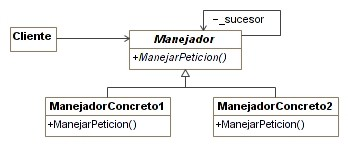 −_sucesor
Cliente
Manejador
+ManejarPeticion()
ManejadorConcreto1
+ManejarPeticion()
ManejadorConcreto2
+ManejarPeticion()